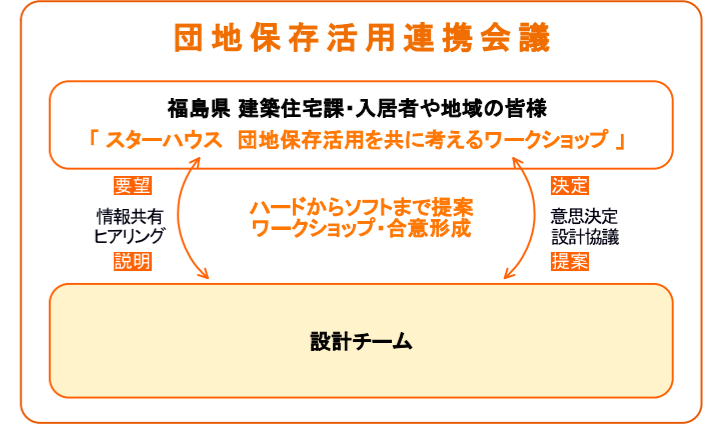 団地保存活用連携会議
福島県 建築住宅課・入居者や地域の皆様
「 スターハウス 団地保存活用を共に考えるワークショップ 」
要望
情報共有
ヒアリング
説明
ハードからソフトまで提案
ワークショップ・合意形成
決定
意思決定
設計協議
提案
設計チーム